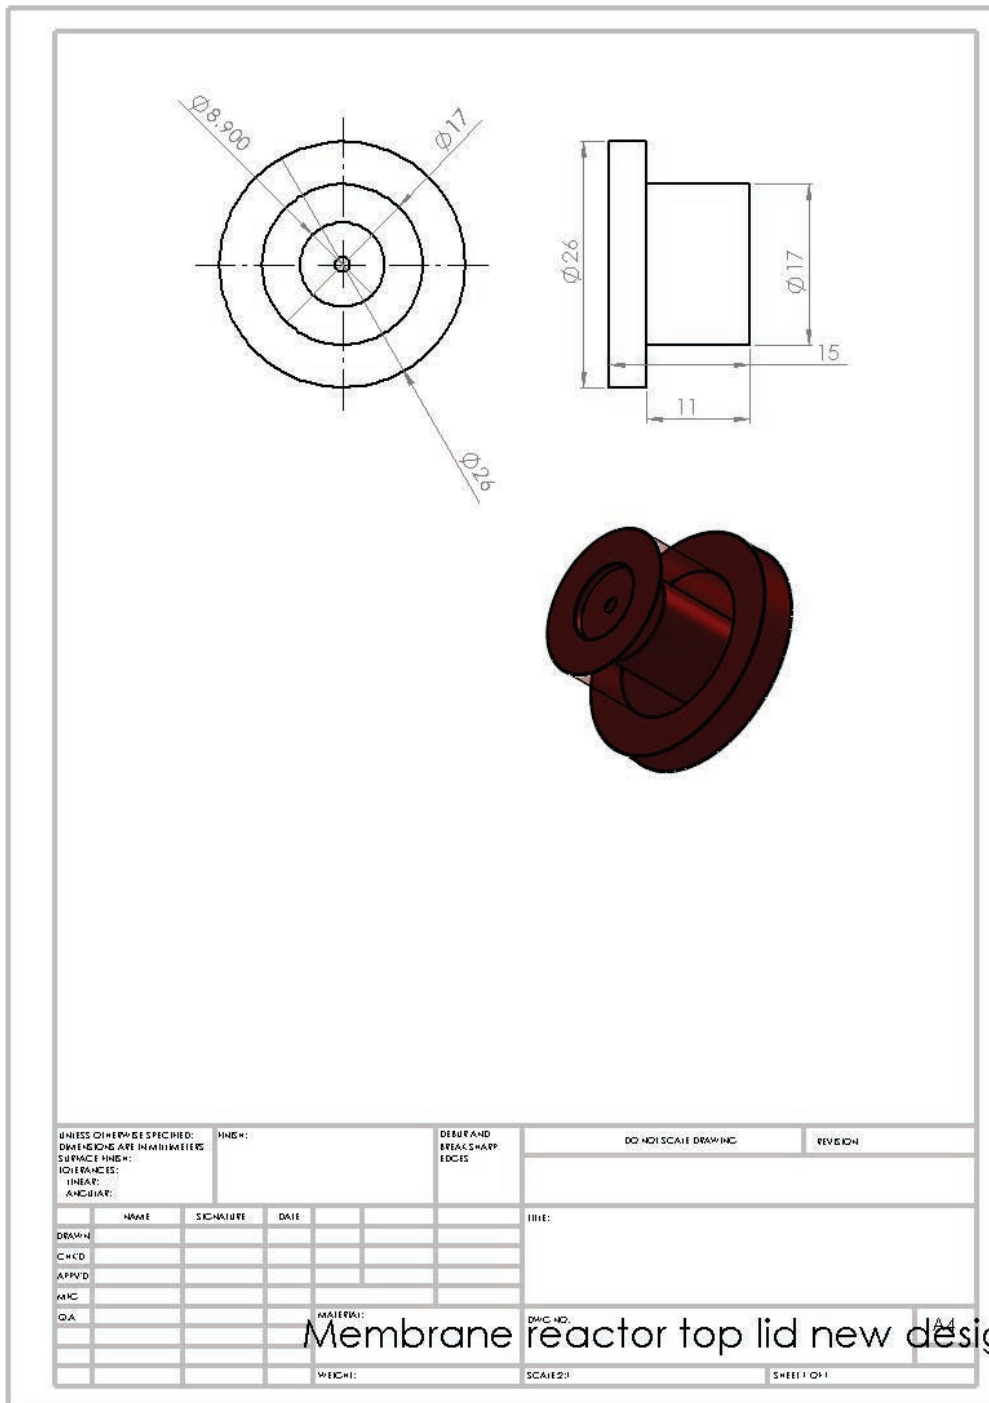 Ø8.900
Ø17
Ø26
Ø26
Ø17
15
11
UNLESS OTHERWISE SPECIFIED:
DIMENSIONS ARE IN MILLIMETERS
SURFACE FINISH:
TOLERANCES:
LINEAR:
ANGULAR:
FINISH:
DEBUR AND
BREAK SHARP
EDGES
DO NOT SCALE DRAWING
REVISION
NAME
SIGNATURE
DATE
TITLE:
DRAWN
CHK'D
APPV'D
MFG
Q.A
MATERIAL:
DWG NO.
A4
Membrane reactor top lid new desig
WEIGHT:
SCALE:2:1
SHEET 1 OF 1